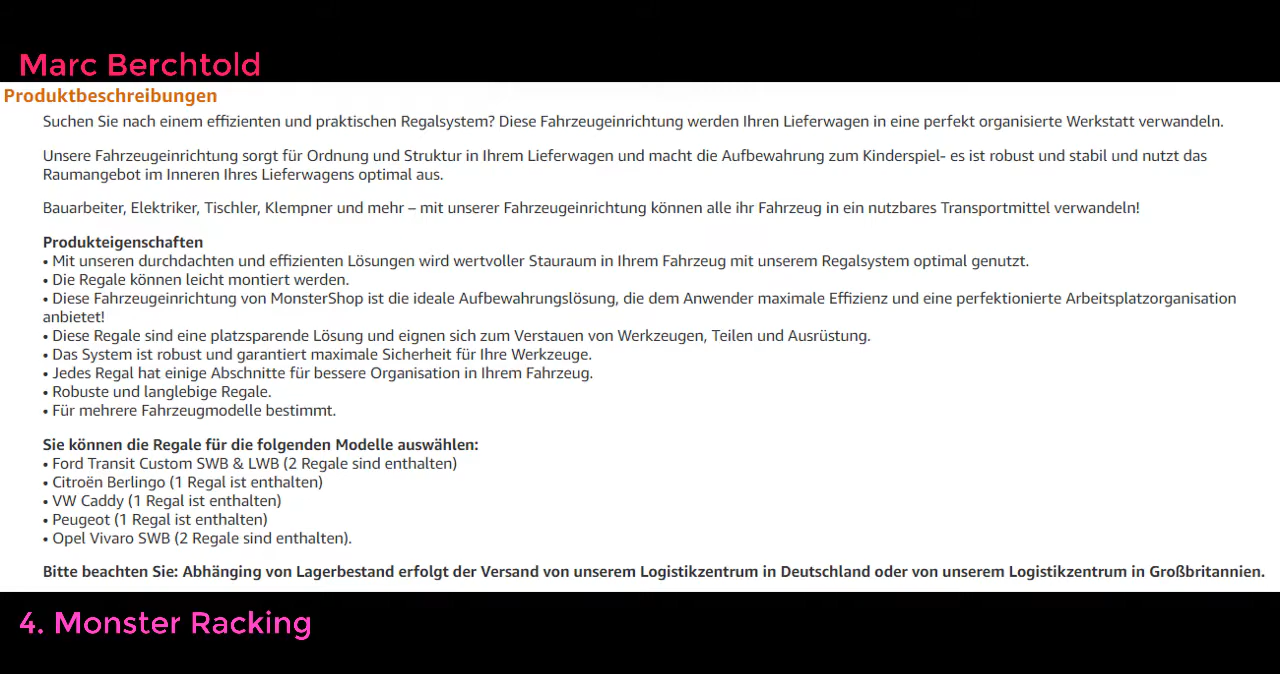 Marc Berchtold
Produktbeschreibungen
Suchen Sie nach einem effizienten und praktischen Regalsystem? Diese Fahrzeugeinrichtung werden Ihren Lieferwagen in eine perfekt organisierte Werkstatt verwandeln.
Unsere Fahrzeugeinrichtung sorgt für Ordnung und Struktur in Ihrem Lieferwagen und macht die Aufbewahrung zum Kinderspiel- es ist robust und stabil und nutzt das
Raumangebot im Inneren Ihres Lieferwagens optimal aus.
Bauarbeiter, Elektriker, Tischler, Klempner und mehr – mit unserer Fahrzeugeinrichtung können alle ihr Fahrzeug in ein nutzbares Transportmittel verwandeln!
Produkteigenschaften
• Mit unseren durchdachten und effizienten Lösungen wird wertvoller Stauraum in Ihrem Fahrzeug mit unserem Regalsystem optimal genutzt.
• Die Regale können leicht montiert werden.
• Diese Fahrzeugeinrichtung von MonsterShop ist die ideale Aufbewahrungslösung, die dem Anwender maximale Effizienz und eine perfektionierte Arbeitsplatzorganisation
anbietet!
• Diese Regale sind eine platzsparende Lösung und eignen sich zum Verstauen von Werkzeugen, Teilen und Ausrüstung.
• Das System ist robust und garantiert maximale Sicherheit für Ihre Werkzeuge.
• Jedes Regal hat einige Abschnitte für bessere Organisation in Ihrem Fahrzeug.
• Robuste und langlebige Regale.
• Für mehrere Fahrzeugmodelle bestimmt.
Sie können die Regale für die folgenden Modelle auswählen:
• Ford Transit Custom SWB & LWB (2 Regale sind enthalten)
• Citroën Berlingo (1 Regal ist enthalten)
• VW Caddy (1 Regal ist enthalten)
• Peugeot (1 Regal ist enthalten)
• Opel Vivaro SWB (2 Regale sind enthalten).
Bitte beachten Sie: Abhänging von Lagerbestand erfolgt der Versand von unserem Logistikzentrum in Deutschland oder von unserem Logistikzentrum in Großbritannien.
4. Monster Racking